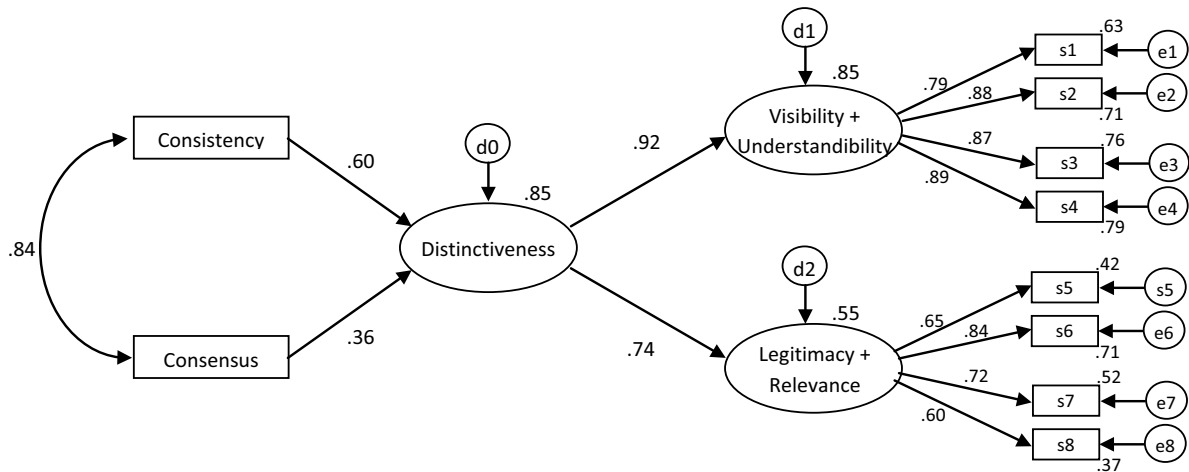 d1
.85
Visibility +
Understandibility
.79
.88
.87
.89
.63
s1
e1
s2
e2
.71
.76
s3
e3
s4
e4
.79
Consistency
.60
d0
.85
.92
Distinctiveness
.84
Consensus
.36
.74
d2
.55
Legitimacy +
Relevance
.65
.84
.72
.60
.42
s5
s5
s6
e6
.71
.52
s7
e7
s8
e8
.37